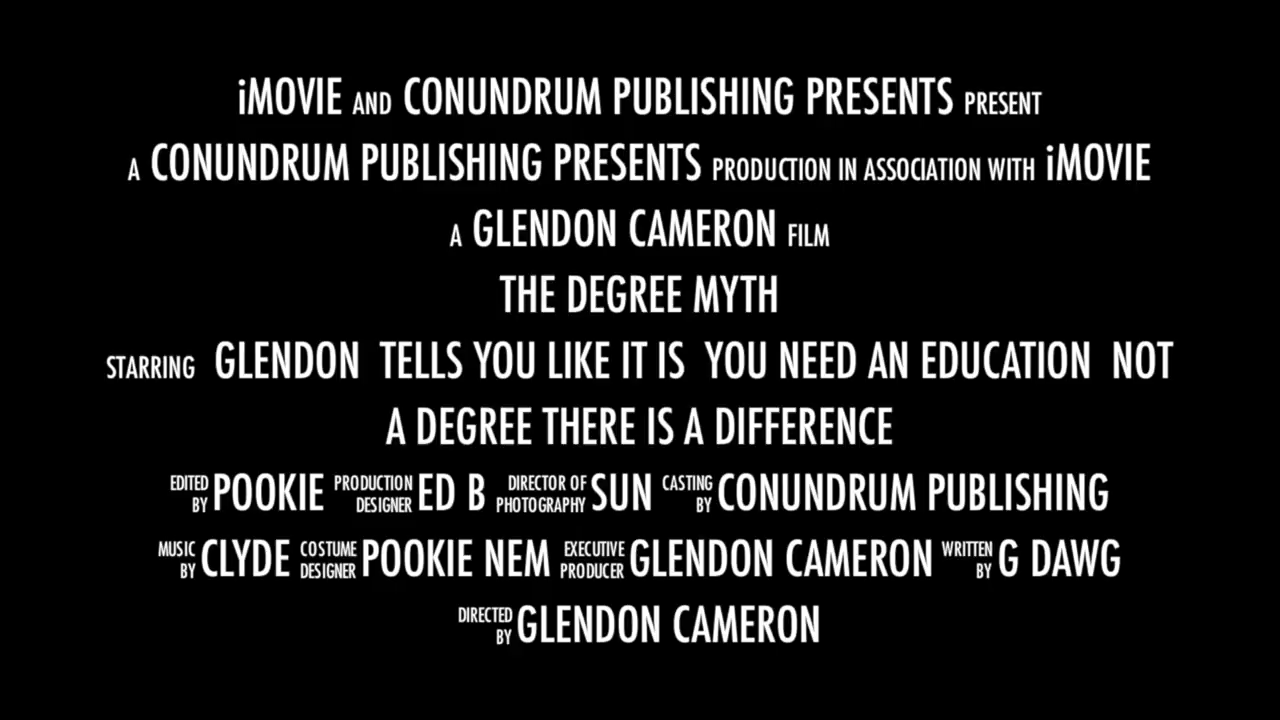 iMOVIE AND CONUNDRUM PUBLISHING PRESENTS PRESENT
A CONUNDRUM PUBLISHING PRESENTS PRODUCTION IN ASSOCIATION WITH iMOVIE
A GLENDON CAMERON FILM
THE DEGREE MYTH
STARRING GLENDON TELLS YOU LIKE IT IS YOU NEED AN EDUCATION NOT
A DEGREE THERE IS A DIFFERENCE
EDITED BY POOKIE PRODUCTION DESIGNER ED B DIRECTOR OF PHOTOGRAPHY SUN CASTING BY CONUNDRUM PUBLISHING
MUSIC BY CLYDE COSTUME DESIGNER POOKIE NEM EXECUTIVE PRODUCER GLENDON CAMERON WRITTEN BY G DAWG
DIRECTED BY GLENDON CAMERON